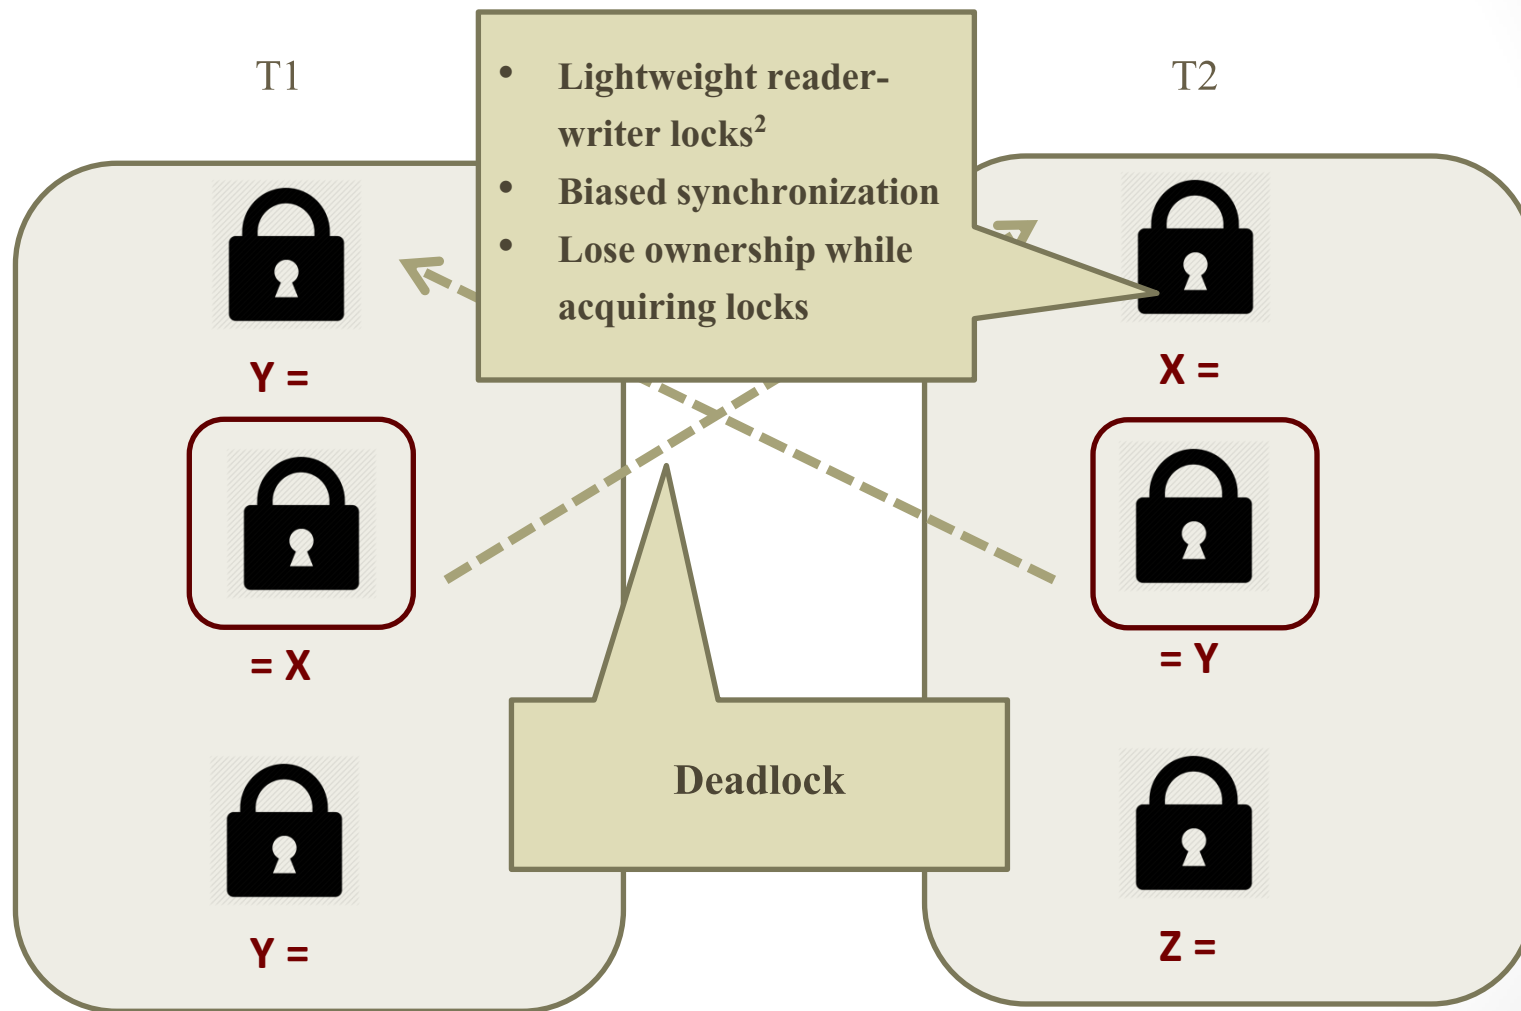 T1
T2
• Lightweight reader-
writer locks²
• Biased synchronization
• Lose ownership while
acquiring locks
Y =
X =
= X
= Y
Deadlock
Y =
Z =